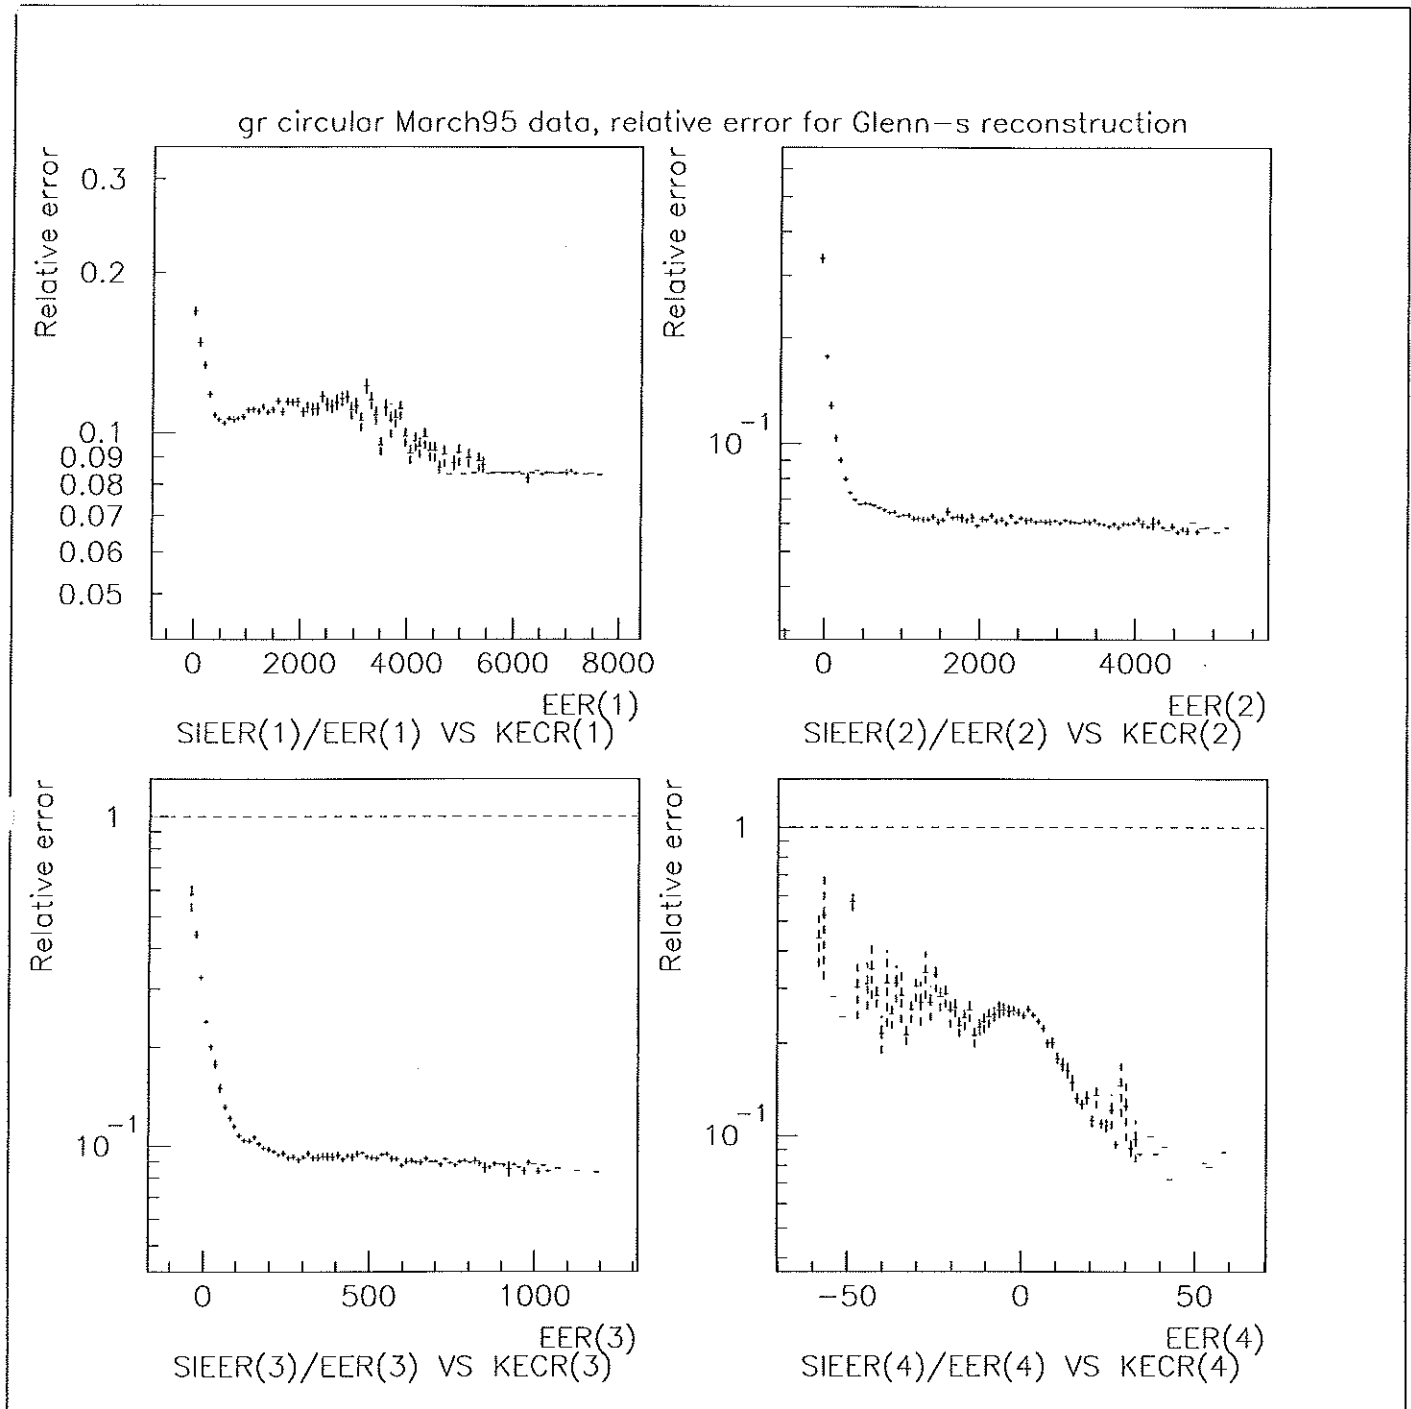 gr circular March95 data, relative error for Glenn-s reconstruction
Relative error
0.3
0.2
0.1
0.09
0.08
0.07
0.06
0.05
0 2000 4000 6000 8000
EER(1)
SIEER(1)/EER(1) VS KECR(1)
Relative error
10^-1
0 2000 4000
EER(2)
SIEER(2)/EER(2) VS KECR(2)
Relative error
1
10^-1
0 500 1000
EER(3)
SIEER(3)/EER(3) VS KECR(3)
Relative error
1
10^-1
-50 0 50
EER(4)
SIEER(4)/EER(4) VS KECR(4)